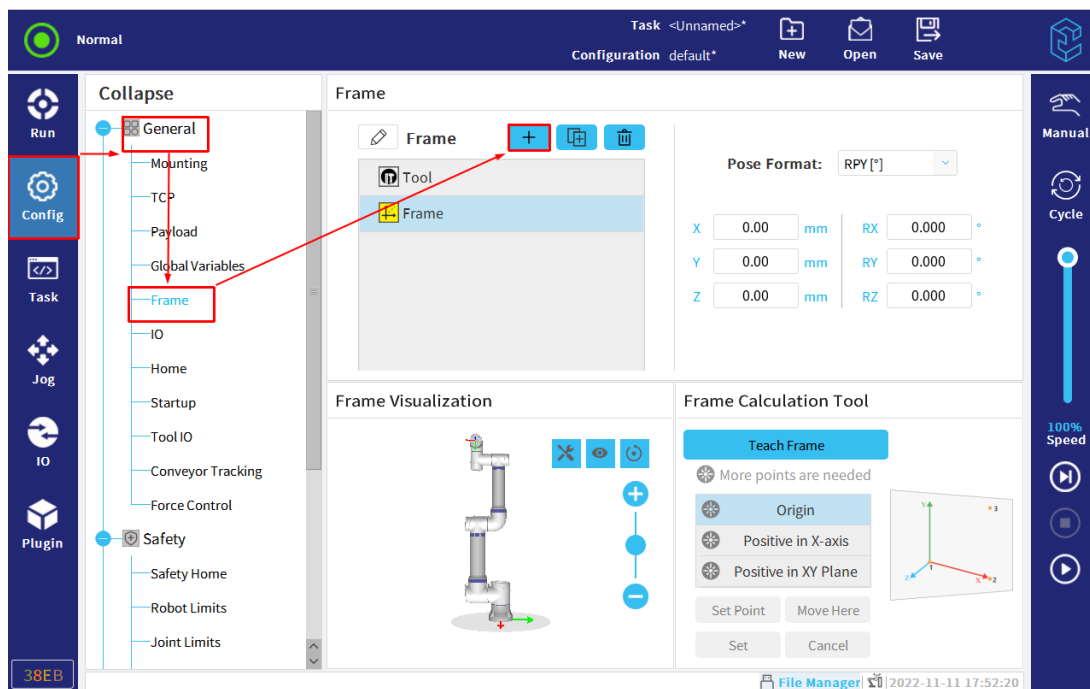 Normal
Task <Unnamed>*
Configuration default*
New
Open
Save
Run
Config
Task
Jog
IO
Plugin
38EB
Collapse
General
Mounting
TCP
Payload
Global Variables
Frame
IO
Home
Startup
Tool IO
Conveyor Tracking
Force Control
Safety
Safety Home
Robot Limits
Joint Limits
Frame
Frame
Tool
Frame
Pose Format: RPY [°]
X 0.00 mm RX 0.000 °
Y 0.00 mm RY 0.000 °
Z 0.00 mm RZ 0.000 °
Frame Visualization
Frame Calculation Tool
Teach Frame
More points are needed
Origin
Positive in X-axis
Positive in XY Plane
Y
3
1
Z
X 2
Set Point Move Here
Set Cancel
Manual
Cycle
100%
Speed
File Manager 2022-11-11 17:52:20